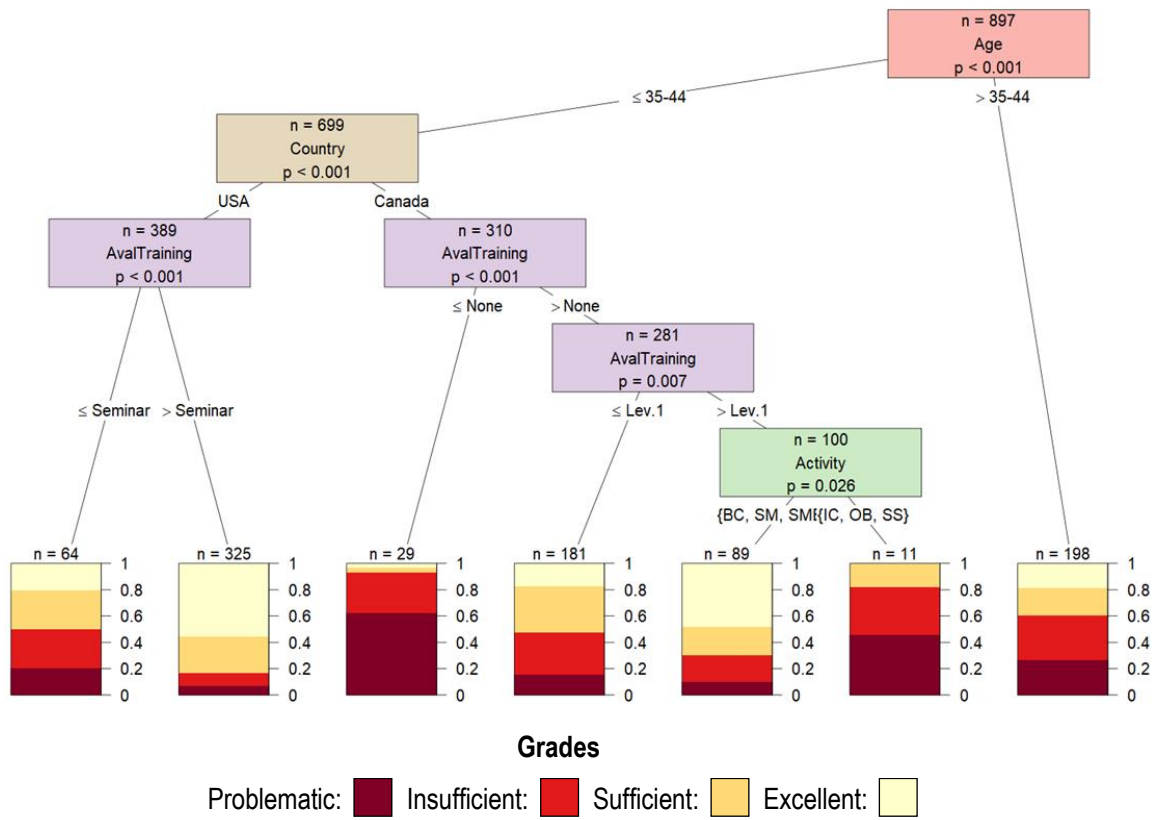 n = 897
Age
p < 0.001
≤ 35-44
> 35-44
n = 699
Country
p < 0.001
USA
Canada
n = 389
AvalTraining
p < 0.001
n = 310
AvalTraining
p < 0.001
≤ None
> None
n = 281
AvalTraining
p = 0.007
≤ Seminar
> Seminar
≤ Lev.1
> Lev.1
n = 100
Activity
p = 0.026
{BC, SM, SME
{IC, OB, SS}
n = 64
n = 325
n = 29
n = 181
n = 89
n = 11
n = 198
1
0.8
0.6
0.4
0.2
0
1
0.8
0.6
0.4
0.2
0
1
0.8
0.6
0.4
0.2
0
1
0.8
0.6
0.4
0.2
0
1
0.8
0.6
0.4
0.2
0
1
0.8
0.6
0.4
0.2
0
1
0.8
0.6
0.4
0.2
0
Grades
Problematic: Insufficient: Sufficient: Excellent: